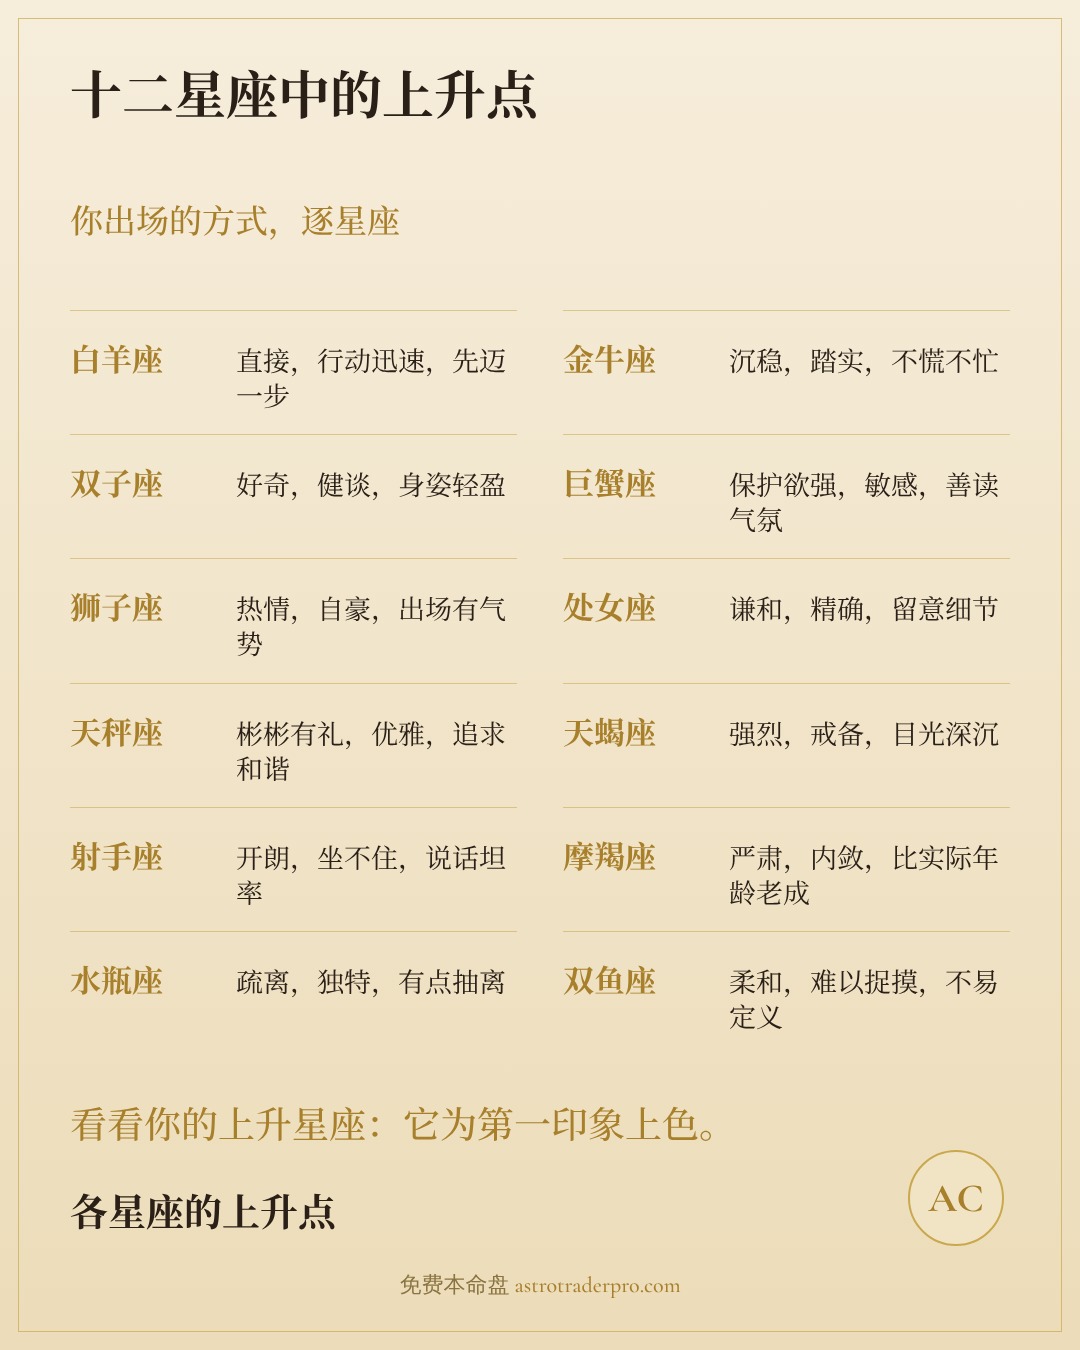 十二星座中的上升点
你出场的方式，逐星座
白羊座
直接，行动迅速，先迈
一步
金牛座
沉稳，踏实，不慌不忙
双子座
好奇，健谈，身姿轻盈
巨蟹座
保护欲强，敏感，善读
气氛
狮子座
热情，自豪，出场有气
势
处女座
谦和，精确，留意细节
天秤座
彬彬有礼，优雅，追求
和谐
天蝎座
强烈，戒备，目光深沉
射手座
开朗，坐不住，说话坦
率
摩羯座
严肃，内敛，比实际年
龄老成
水瓶座
疏离，独特，有点抽离
双鱼座
柔和，难以捉摸，不易
定义
看看你的上升星座：它为第一印象上色。
各星座的上升点
AC
免费本命盘 astrotraderpro.com